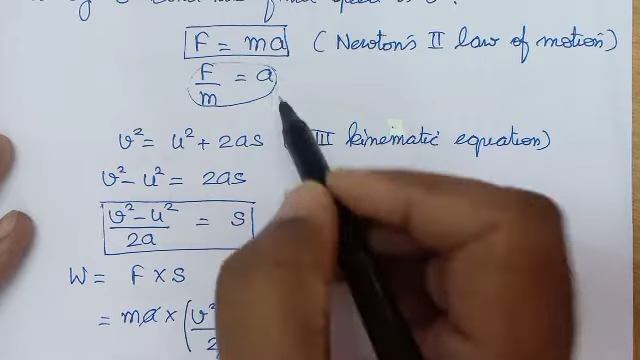 F = ma (Newton's II law of motion)
F/m = a
v² = u² + 2as III kinematic equation)
v² - u² = 2as
(v² - u²)/2a = S
W = F × S
= ma × (v²